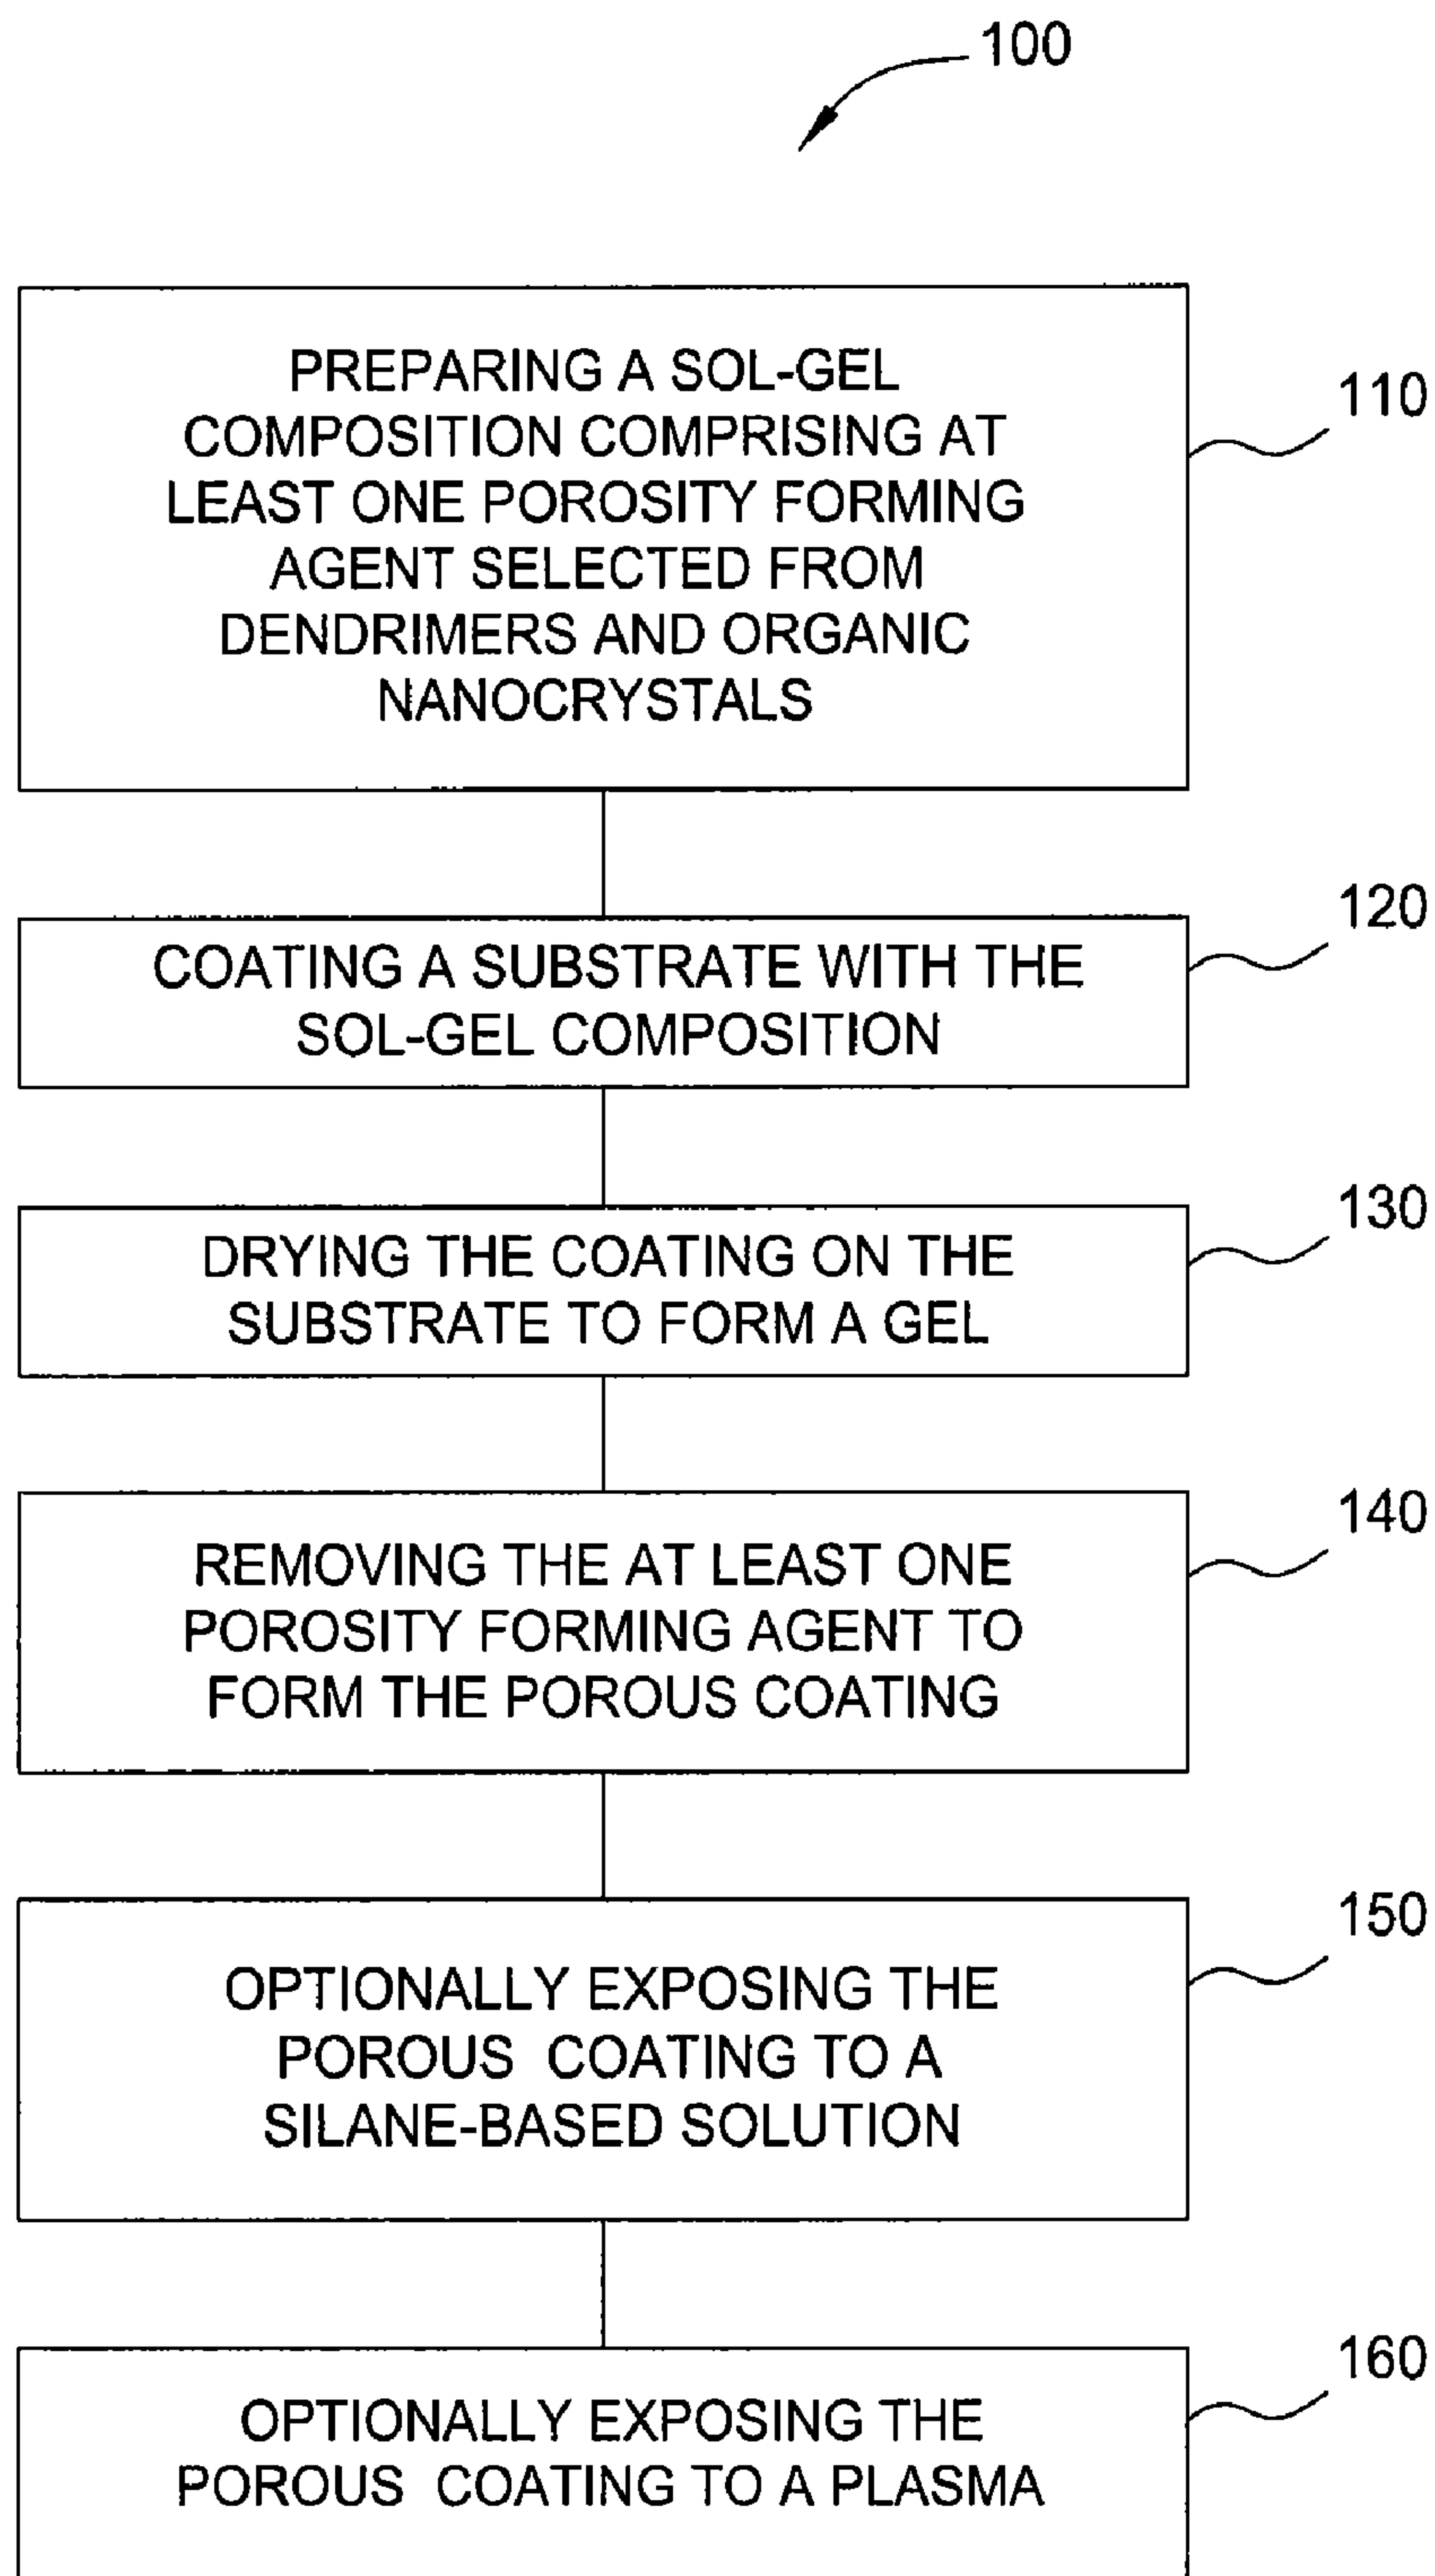 100
PREPARING A SOL-GEL
COMPOSITION COMPRISING AT
LEAST ONE POROSITY FORMING
AGENT SELECTED FROM
DENDRIMERS AND ORGANIC
NANOCRYSTALS
110
COATING A SUBSTRATE WITH THE
SOL-GEL COMPOSITION
120
DRYING THE COATING ON THE
SUBSTRATE TO FORM A GEL
130
REMOVING THE AT LEAST ONE
POROSITY FORMING AGENT TO
FORM THE POROUS COATING
140
OPTIONALLY EXPOSING THE
POROUS COATING TO A
SILANE-BASED SOLUTION
150
OPTIONALLY EXPOSING THE
POROUS COATING TO A PLASMA
160